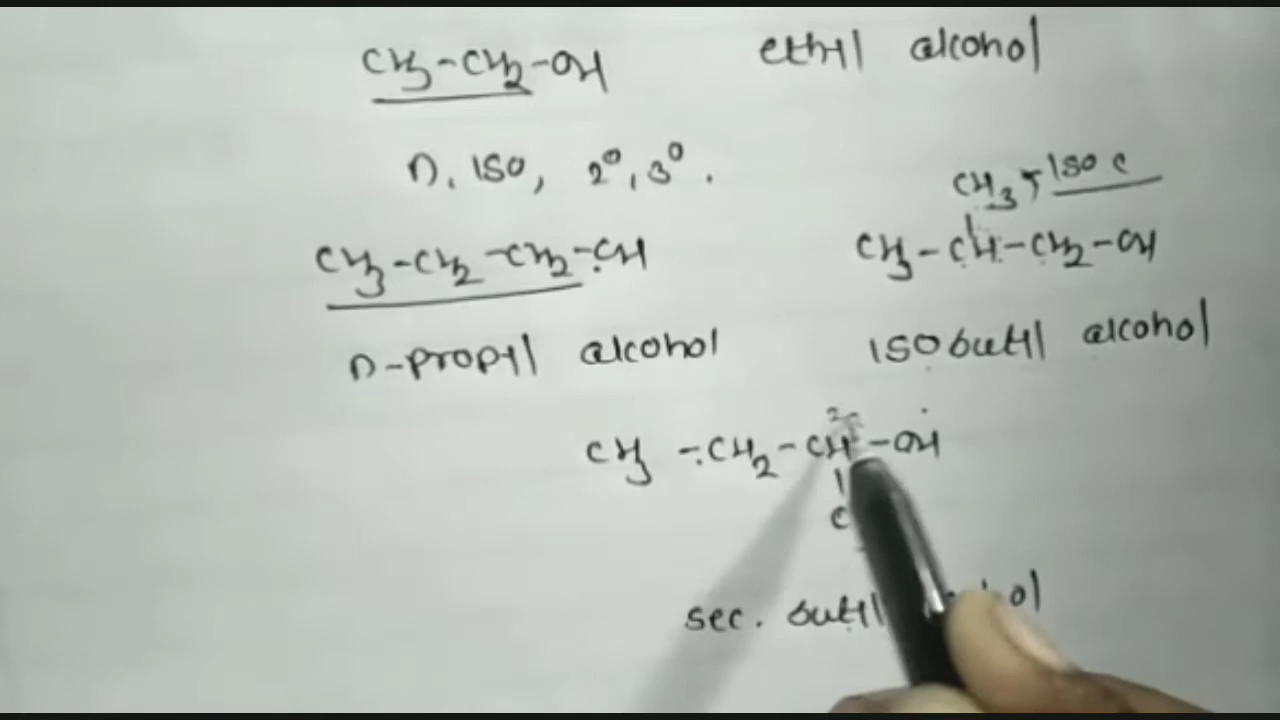 CH3-CH2-OH ethyl alcohol
n, iso, 2°, 3°.
CH3 iso c
CH3-CH2-CH2-OH CH3-CH-CH2-OH
n-propyl alcohol isobutyl alcohol
CH3-CH2-CH-OH
|
C
sec. butyl